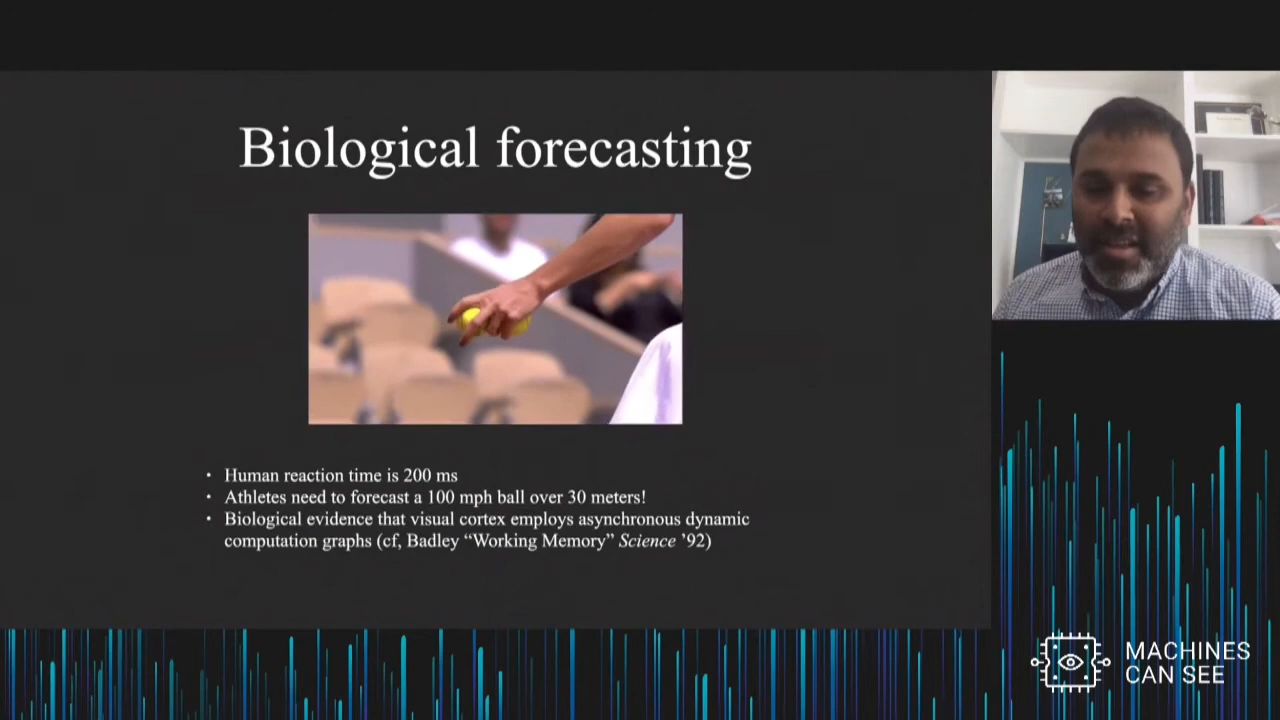 Biological forecasting
• Human reaction time is 200 ms
• Athletes need to forecast a 100 mph ball over 30 meters!
• Biological evidence that visual cortex employs asynchronous dynamic
computation graphs (cf, Badley “Working Memory” Science ’92)
MACHINES
CAN SEE